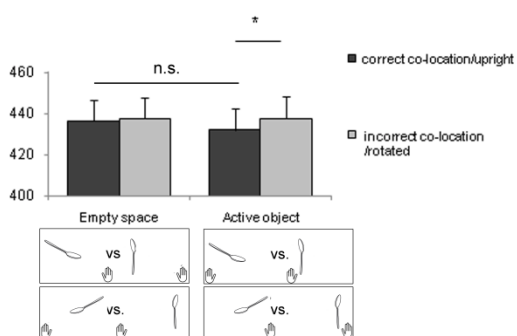 *
n.s.
correct co-location/upright
incorrect co-location
/rotated
460
440
420
400
Empty space
Active object
vs
vs.
vs.
vs.